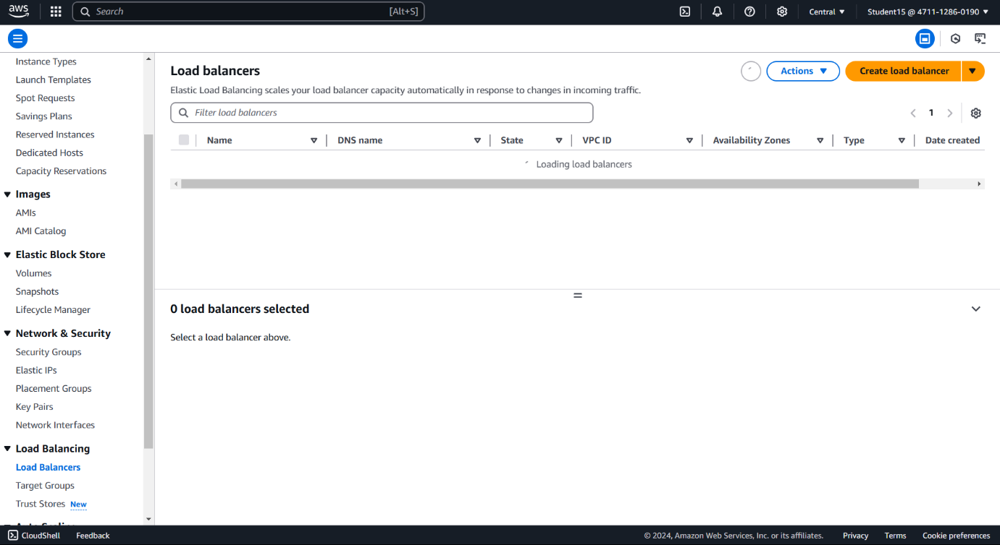 aws
Search [Alt+S]
Central
Student15 @ 4711-1286-0190
Instance Types
Launch Templates
Spot Requests
Savings Plans
Reserved Instances
Dedicated Hosts
Capacity Reservations
Images
AMIs
AMI Catalog
Elastic Block Store
Volumes
Snapshots
Lifecycle Manager
Network & Security
Security Groups
Elastic IPs
Placement Groups
Key Pairs
Network Interfaces
Load Balancing
Load Balancers
Target Groups
Trust Stores New
Load balancers
Actions
Create load balancer
Elastic Load Balancing scales your load balancer capacity automatically in response to changes in incoming traffic.
Filter load balancers
1
Name DNS name State VPC ID Availability Zones Type Date created
Loading load balancers
0 load balancers selected
Select a load balancer above.
CloudShell Feedback © 2024, Amazon Web Services, Inc. or its affiliates. Privacy Terms Cookie preferences